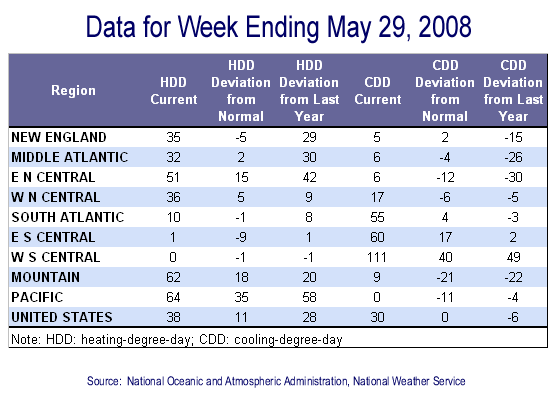 Data for Week Ending May 29, 2008
Region HDD Current HDD Deviation from Normal HDD Deviation from Last Year CDD Current CDD Deviation from Normal CDD Deviation from Last Year
NEW ENGLAND 35 -5 29 5 2 -15
MIDDLE ATLANTIC 32 2 30 6 -4 -26
E N CENTRAL 51 15 42 6 -12 -30
W N CENTRAL 36 5 9 17 -6 -5
SOUTH ATLANTIC 10 -1 8 55 4 -3
E S CENTRAL 1 -9 1 60 17 2
W S CENTRAL 0 -1 -1 111 40 49
MOUNTAIN 62 18 20 9 -21 -22
PACIFIC 64 35 58 0 -11 -4
UNITED STATES 38 11 28 30 0 -6
Note: HDD: heating-degree-day; CDD: cooling-degree-day
Source: National Oceanic and Atmospheric Administration, National Weather Service